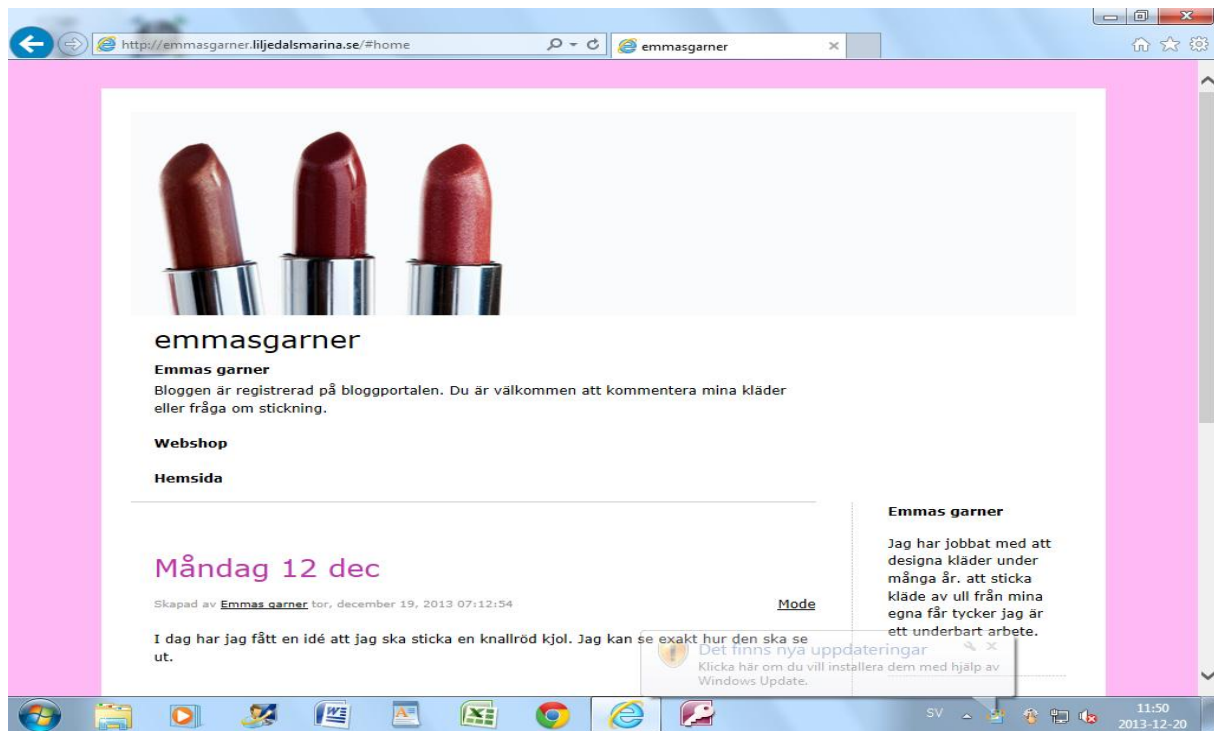 http://emmasgarner.liljedalsmarina.se/#home
emmasgarner
emmasgarner
Emmas garner
Bloggen är registrerad på bloggportalen. Du är välkommen att kommentera mina kläder
eller fråga om stickning.
Webshop
Hemsida
Måndag 12 dec
Skapad av Emmas garner tor, december 19, 2013 07:12:54
Mode
I dag har jag fått en idé att jag ska sticka en knallröd kjol. Jag kan se exakt hur den ska se
ut.
Emmas garner
Jag har jobbat med att
designa kläder under
många år. att sticka
kläde av ull från mina
egna får tycker jag är
ett underbart arbete.
Det finns nya uppdateringar
Klicka här om du vill installera dem med hjälp av
Windows Update.
SV
11:50
2013-12-20